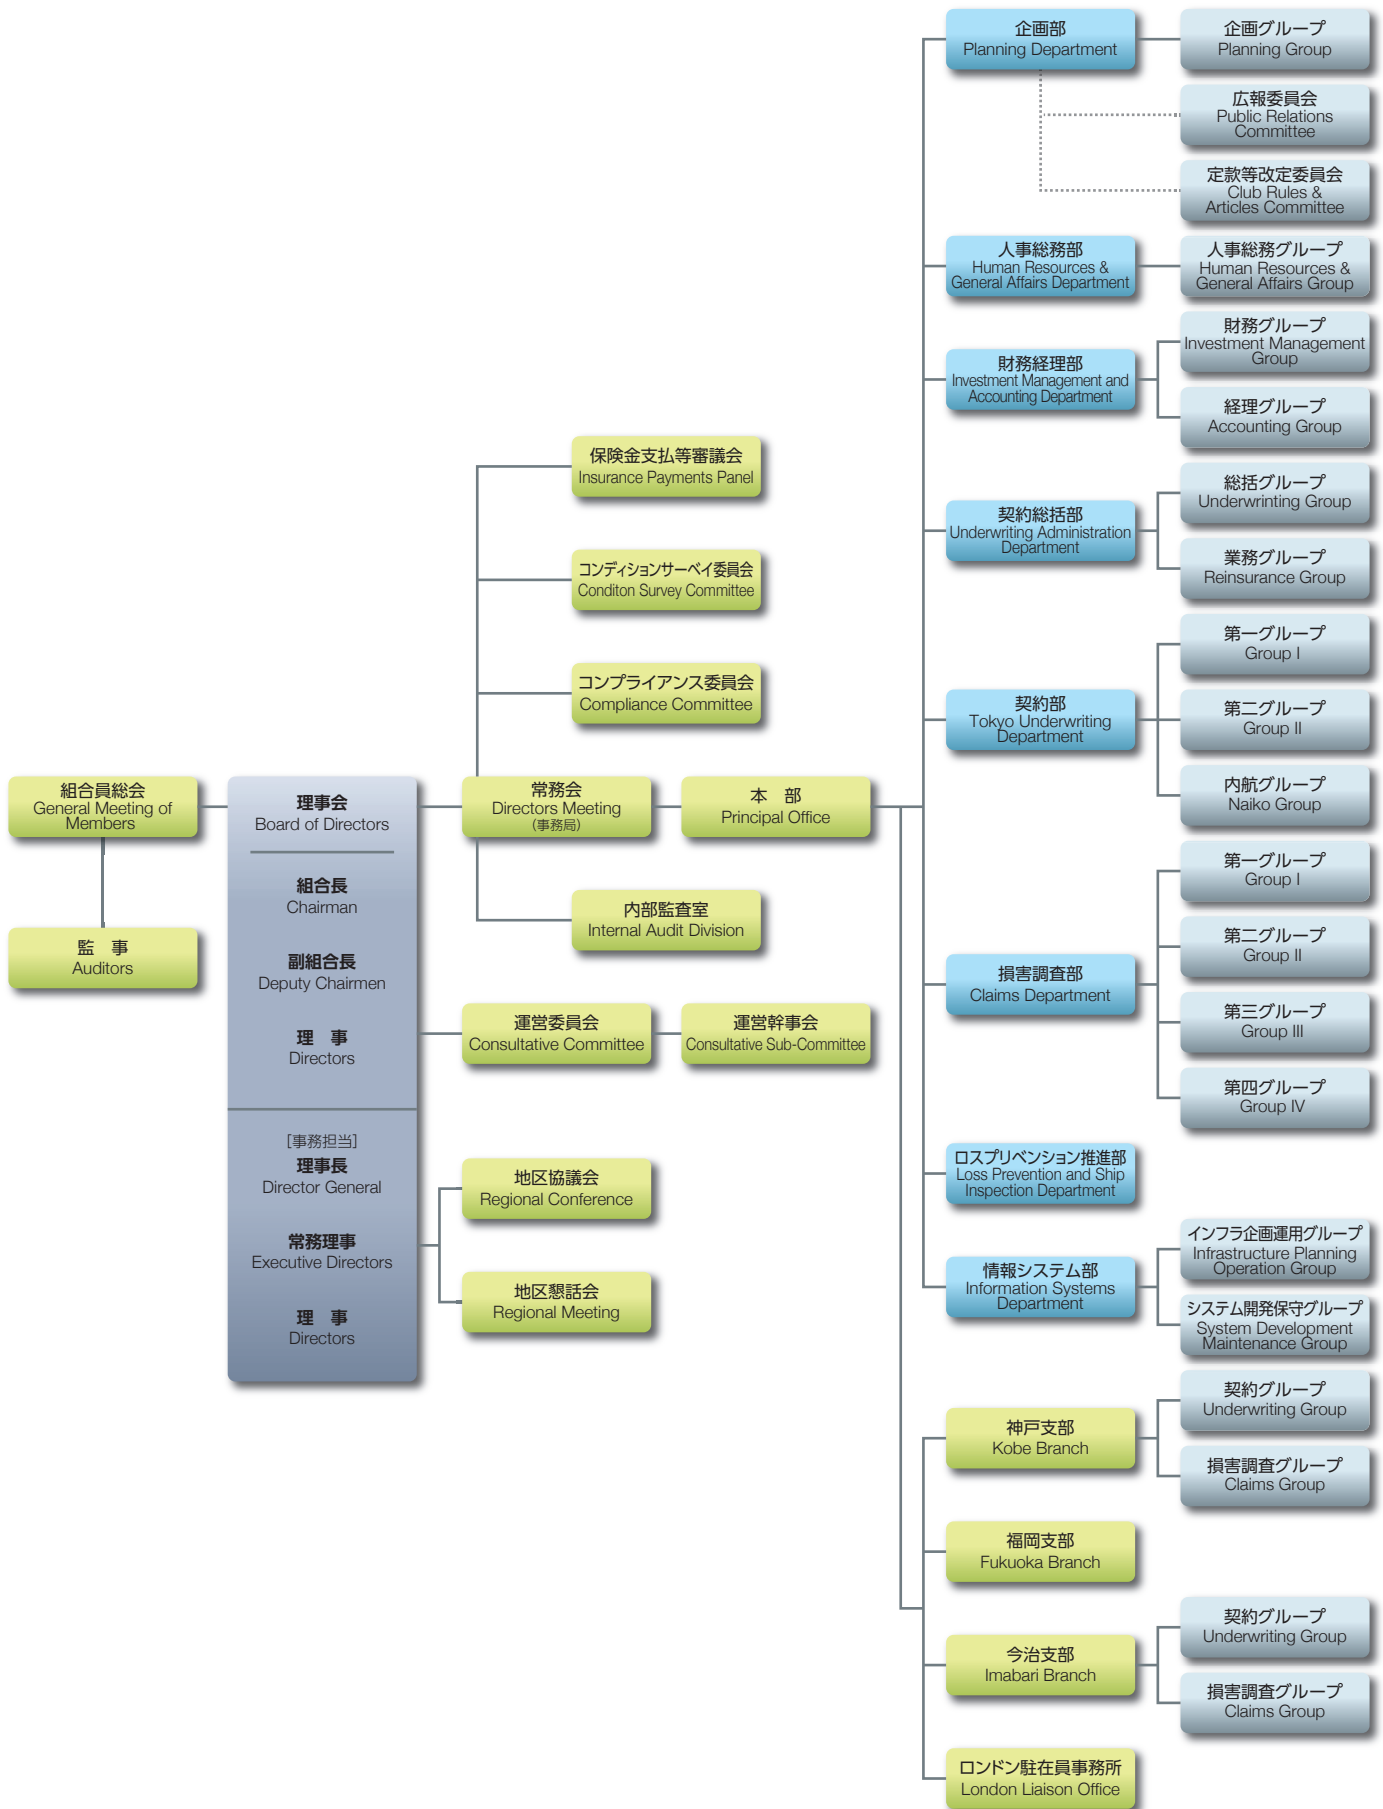 組合員総会
General Meeting of
Members
監　事
Auditors
理事会
Board of Directors
組合長
Chairman
副組合長
Deputy Chairmen
理　事
Directors
[事務担当]
理事長
Director General
常務理事
Executive Directors
理　事
Directors
保険金支払等審議会
Insurance Payments Panel
コンディションサーベイ委員会
Conditon Survey Committee
コンプライアンス委員会
Compliance Committee
常務会
Directors Meeting
(事務局)
本　部
Principal Office
内部監査室
Internal Audit Division
運営委員会
Consultative Committee
運営幹事会
Consultative Sub-Committee
地区協議会
Regional Conference
地区懇話会
Regional Meeting
企画部
Planning Department
企画グループ
Planning Group
広報委員会
Public Relations
Committee
定款等改定委員会
Club Rules &
Articles Committee
人事総務部
Human Resources &
General Affairs Department
人事総務グループ
Human Resources &
General Affairs Group
財務経理部
Investment Management and
Accounting Department
財務グループ
Investment Management
Group
経理グループ
Accounting Group
契約総括部
Underwriting Administration
Department
総括グループ
Underwrinting Group
業務グループ
Reinsurance Group
契約部
Tokyo Underwriting
Department
第一グループ
Group I
第二グループ
Group II
内航グループ
Naiko Group
損害調査部
Claims Department
第一グループ
Group I
第二グループ
Group II
第三グループ
Group III
第四グループ
Group IV
ロスプリベンション推進部
Loss Prevention and Ship
Inspection Department
情報システム部
Information Systems
Department
インフラ企画運用グループ
Infrastructure Planning
Operation Group
システム開発保守グループ
System Development
Maintenance Group
神戸支部
Kobe Branch
契約グループ
Underwriting Group
損害調査グループ
Claims Group
福岡支部
Fukuoka Branch
今治支部
Imabari Branch
契約グループ
Underwriting Group
損害調査グループ
Claims Group
ロンドン駐在員事務所
London Liaison Office